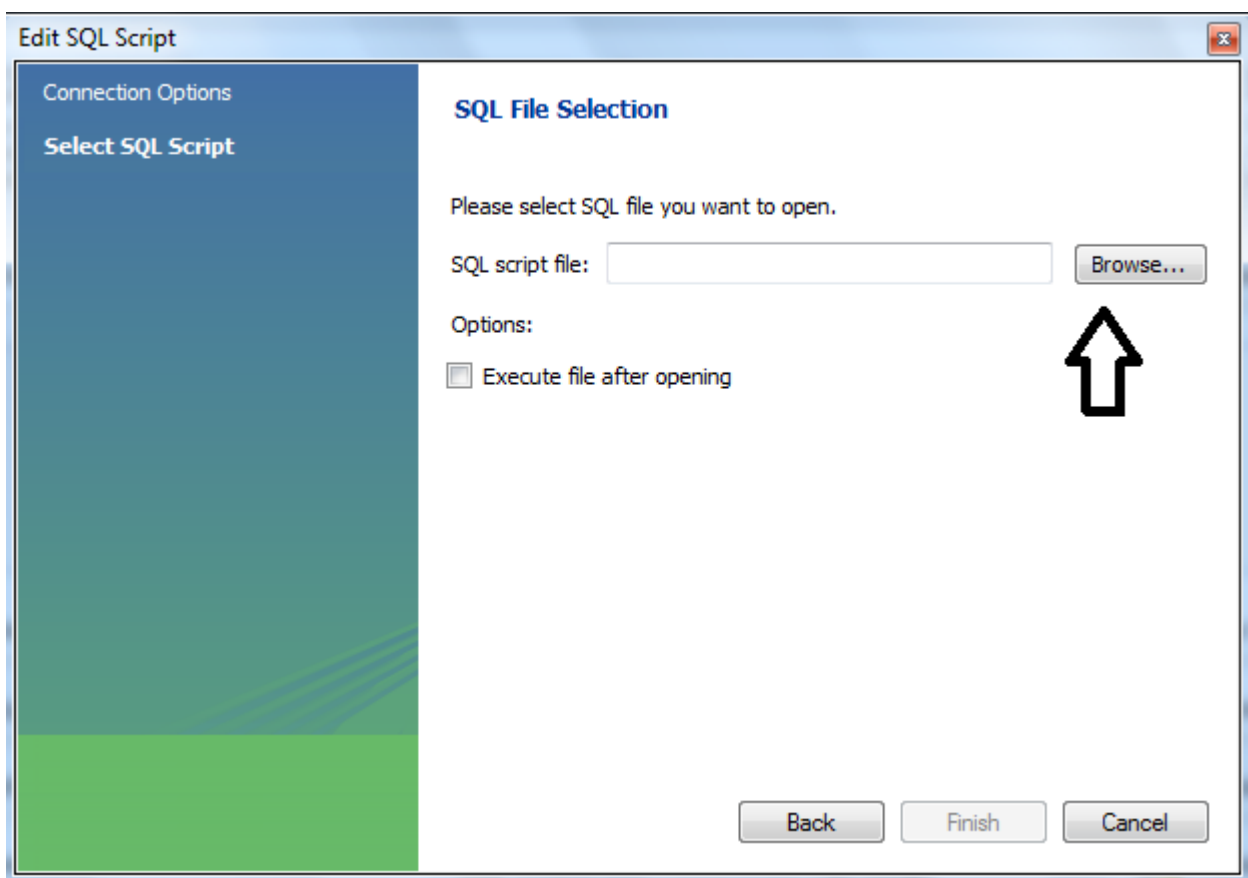 Edit SQL Script
Connection Options
Select SQL Script
SQL File Selection
Please select SQL file you want to open.
SQL script file:
Browse...
Options:
Execute file after opening
Back
Finish
Cancel